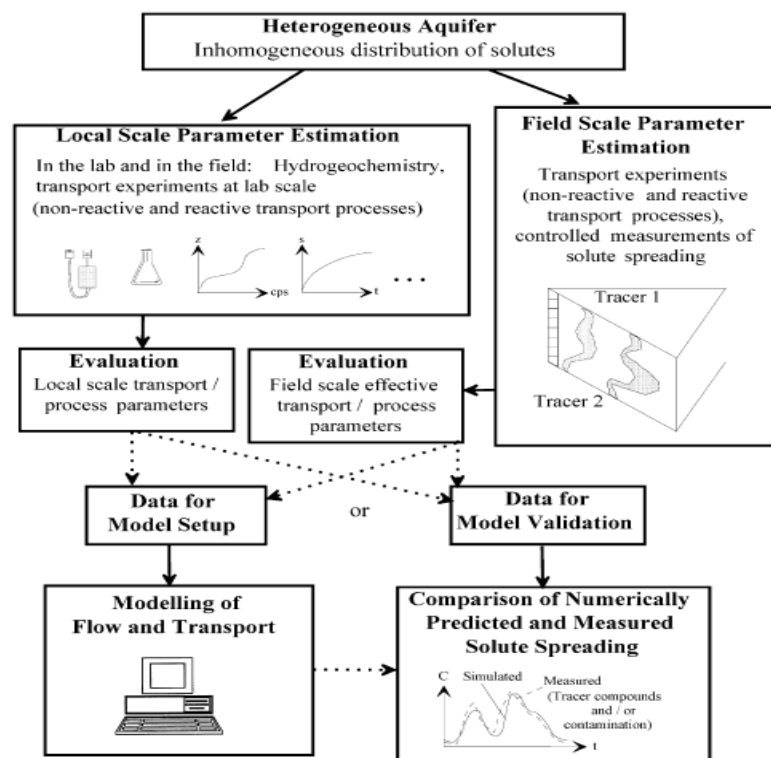 Heterogeneous Aquifer
Inhomogeneous distribution of solutes
Local Scale Parameter Estimation
In the lab and in the field: Hydrogeochemistry,
transport experiments at lab scale
(non-reactive and reactive transport processes)
z
cps
s
t
...
Field Scale Parameter
Estimation
Transport experiments
(non-reactive and reactive
transport processes),
controlled measurements of
solute spreading
Tracer 1
Tracer 2
Evaluation
Local scale transport /
process parameters
Evaluation
Field scale effective
transport / process
parameters
Data for
Model Setup
or
Data for
Model Validation
Modelling of
Flow and Transport
Comparison of Numerically
Predicted and Measured
Solute Spreading
C
Simulated
Measured
(Tracer compounds
and / or
contamination)
t